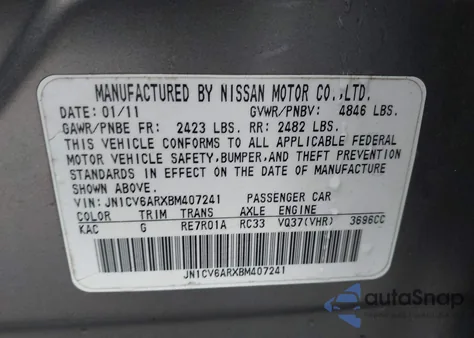 MANUFACTURED BY NISSAN MOTOR CO.,LTD.
DATE: 01/11 GVWR/PNBV: 4846 LBS.
GAWR/PNBE FR: 2423 LBS. RR: 2482 LBS.
THIS VEHICLE CONFORMS TO ALL APPLICABLE FEDERAL
MOTOR VEHICLE SAFETY,BUMPER,AND THEFT PREVENTION
STANDARDS IN EFFECT ON THE DATE OF MANUFACTURE
SHOWN ABOVE.
VIN: JN1CV6ARXBM407241 PASSENGER CAR
COLOR TRIM TRANS AXLE ENGINE
KAC G RE7R01A RC33 VQ37(VHR) 3696CC
JN1CV6ARXBM407241
autoSnap